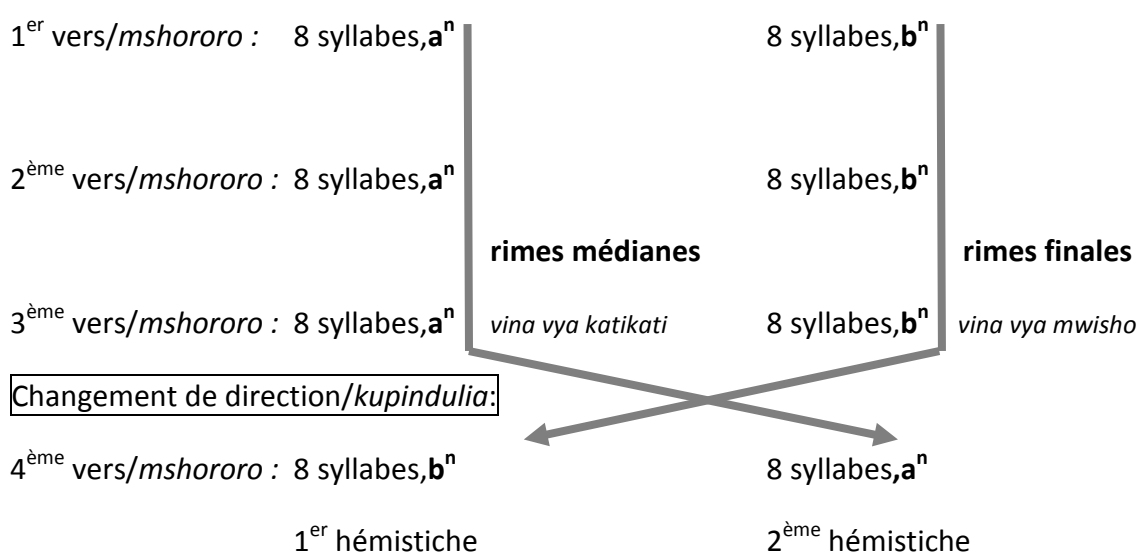 1er vers/mshororo : 8 syllabes,an 8 syllabes,bn
2ème vers/mshororo : 8 syllabes,an 8 syllabes,bn
rimes médianes rimes finales
3ème vers/mshororo : 8 syllabes,an vina vya katikati 8 syllabes,bn vina vya mwisho
Changement de direction/kupindulia:
4ème vers/mshororo : 8 syllabes,bn 8 syllabes,an
1er hémistiche 2ème hémistiche